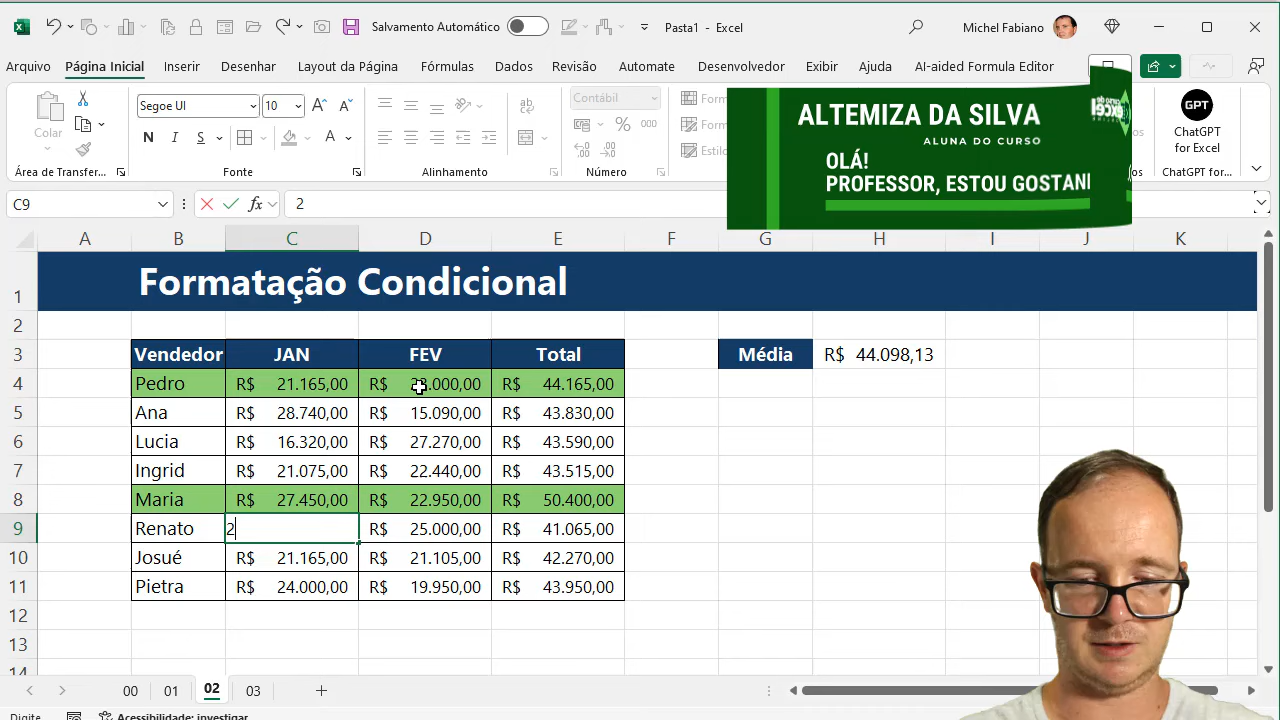 Salvamento Automático
Pasta1 - Excel
Michel Fabiano
Arquivo Página Inicial Inserir Desenhar Layout da Página Fórmulas Dados Revisão Automate Desenvolvedor Exibir Ajuda AI-aided Formula Editor
Colar
Segoe UI 10
N I S A
Contábil
% 000
Área de Transfer... Fonte Alinhamento Número
ALTEMIZA DA SILVA
ALUNA DO CURSO
OLÁ!
PROFESSOR, ESTOU GOSTAN
GPT
ChatGPT
for Excel
ChatGPT for...
C9 fx 2
A B C D E F G H I J K
1 Formatação Condicional
2
3 Vendedor JAN FEV Total Média R$ 44.098,13
4 Pedro R$ 21.165,00 R$ .000,00 R$ 44.165,00
5 Ana R$ 28.740,00 R$ 15.090,00 R$ 43.830,00
6 Lucia R$ 16.320,00 R$ 27.270,00 R$ 43.590,00
7 Ingrid R$ 21.075,00 R$ 22.440,00 R$ 43.515,00
8 Maria R$ 27.450,00 R$ 22.950,00 R$ 50.400,00
9 Renato 2 R$ 25.000,00 R$ 41.065,00
10 Josué R$ 21.165,00 R$ 21.105,00 R$ 42.270,00
11 Pietra R$ 24.000,00 R$ 19.950,00 R$ 43.950,00
12
13
14
00 01 02 03
Digite Acessibilidade: investigar